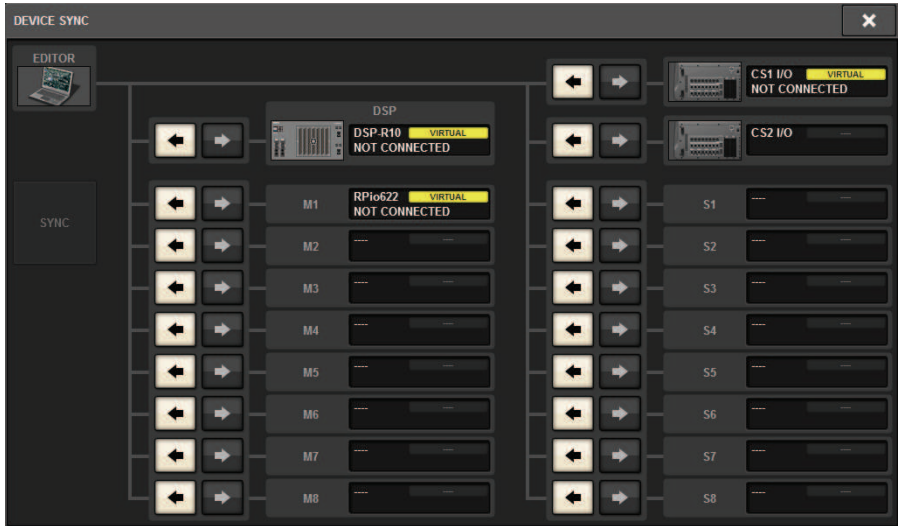 DEVICE SYNC
EDITOR
CS1 I/O VIRTUAL
NOT CONNECTED
DSP
DSP-R10 VIRTUAL
NOT CONNECTED
CS2 I/O ---
SYNC
M1 RPio622 VIRTUAL
NOT CONNECTED
S1 ---- ---
M2 ---- ---
S2 ---- ---
M3 ---- ---
S3 ---- ---
M4 ---- ---
S4 ---- ---
M5 ---- ---
S5 ---- ---
M6 ---- ---
S6 ---- ---
M7 ---- ---
S7 ---- ---
M8 ---- ---
S8 ---- ---